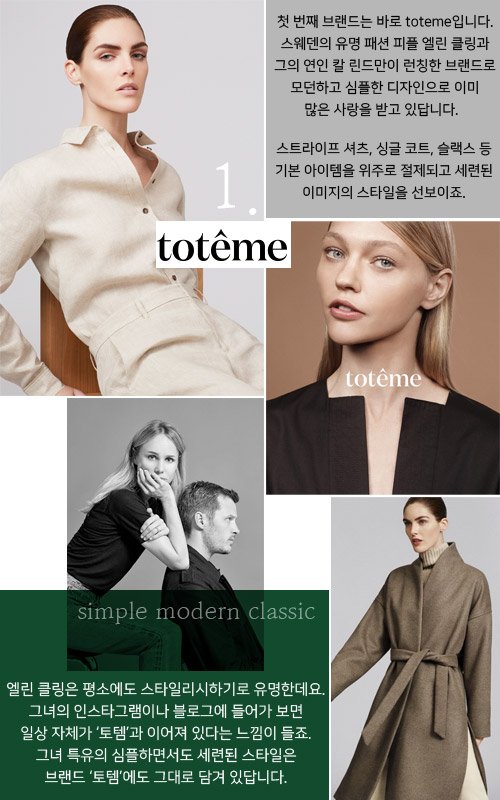 첫 번째 브랜드는 바로 toteme입니다.
스웨덴의 유명 패션 피플 엘린 클링과
그의 연인 칼 린드만이 런칭한 브랜드로
모던하고 심플한 디자인으로 이미
많은 사랑을 받고 있답니다.
스트라이프 셔츠, 싱글 코트, 슬랙스 등
기본 아이템을 위주로 절제되고 세련된
이미지의 스타일을 선보이죠.
1.
totême
totême
simple modern classic
엘린 클링은 평소에도 스타일리시하기로 유명한데요.
그녀의 인스타그램이나 블로그에 들어가 보면
일상 자체가 ‘토템’과 이어져 있다는 느낌이 들죠.
그녀 특유의 심플하면서도 세련된 스타일은
브랜드 ‘토템’에도 그대로 담겨 있답니다.